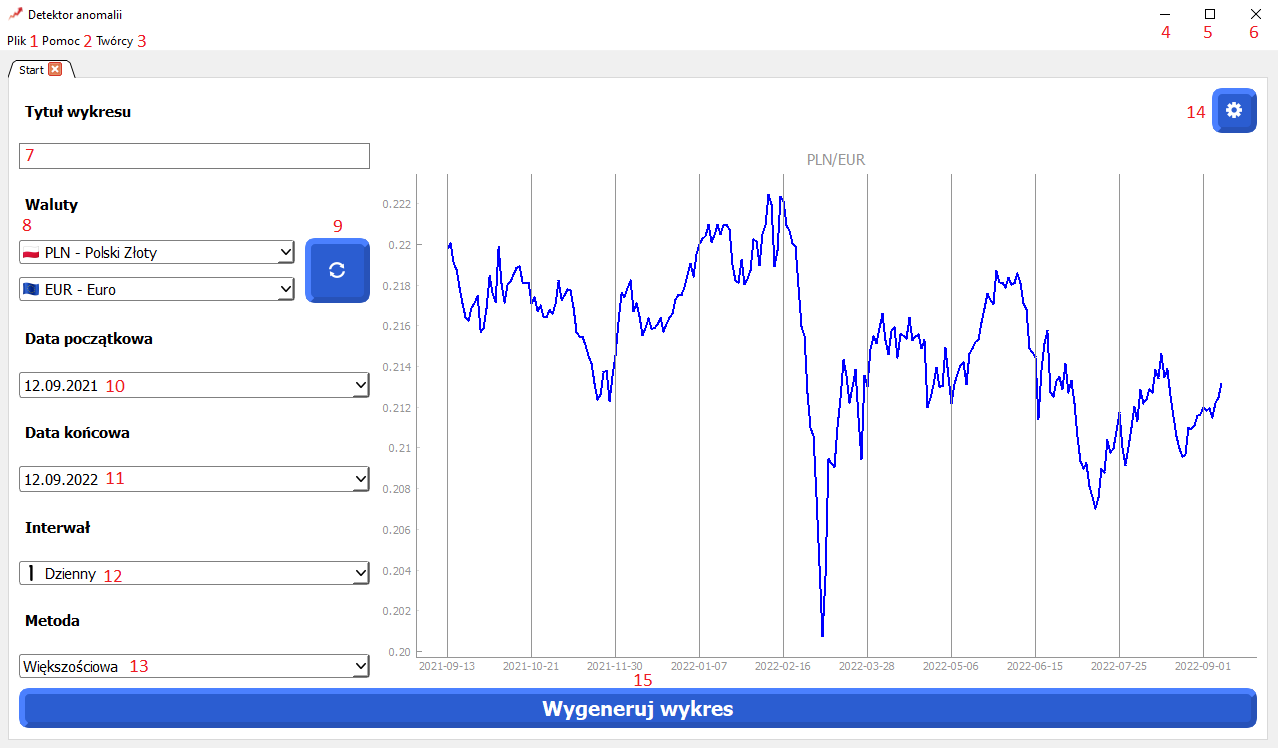 Detektor anomalii
4 5 6
Plik 1 Pomoc 2 Twórcy 3
Start
Tytuł wykresu
14
7
PLN/EUR
Waluty
8 9
PLN - Polski Złoty
EUR - Euro
Data początkowa
12.09.2021 10
Data końcowa
12.09.2022 11
Interwał
1 Dzienny 12
Metoda
Większościowa 13
0.222
0.22
0.218
0.216
0.214
0.212
0.21
0.208
0.206
0.204
0.202
0.20
2021-09-13 2021-10-21 2021-11-30 2022-01-07 2022-02-16 2022-03-28 2022-05-06 2022-06-15 2022-07-25 2022-09-01
15
Wygeneruj wykres